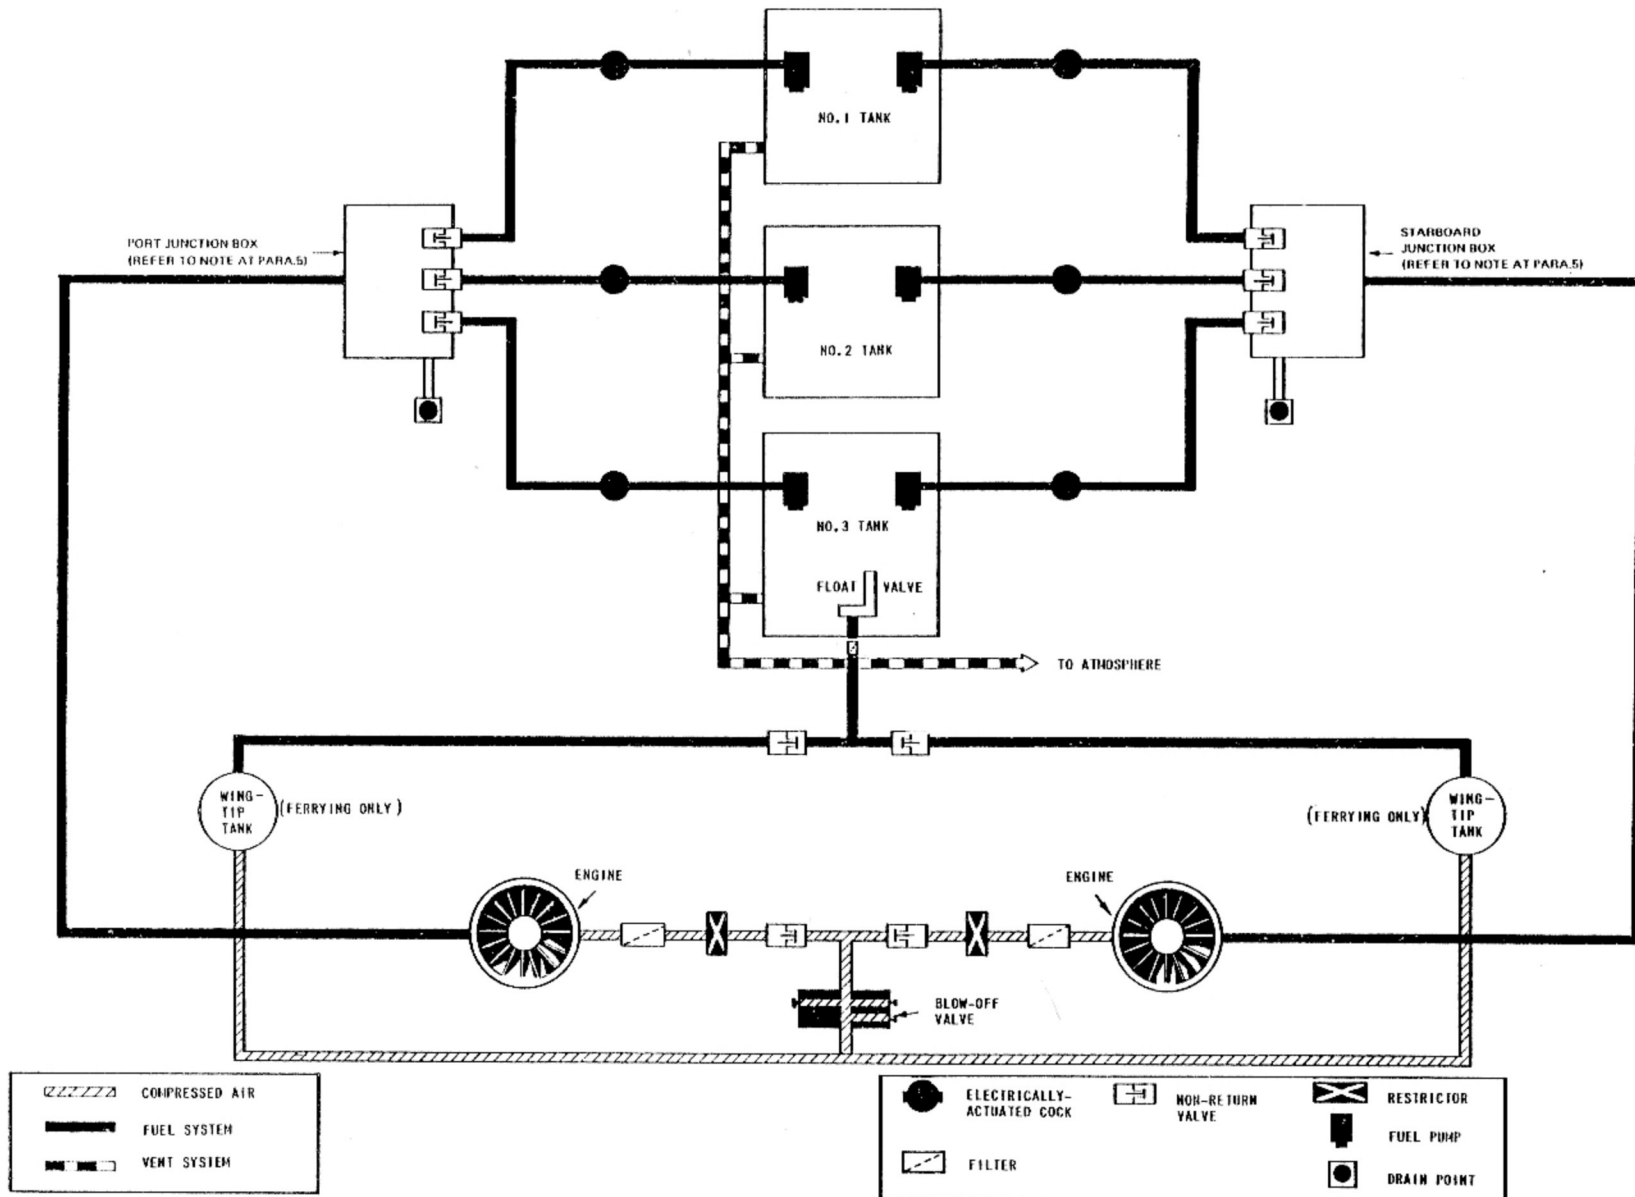 NO.1 TANK
PORT JUNCTION BOX
(REFER TO NOTE AT PARA.5)
STARBOARD
JUNCTION BOX
(REFER TO NOTE AT PARA.5)
NO.2 TANK
NO.3 TANK
FLOAT VALVE
TO ATMOSPHERE
WING-
TIP
TANK
(FERRYING ONLY)
(FERRYING ONLY)
WING-
TIP
TANK
ENGINE
ENGINE
BLOW-OFF
VALVE
COMPRESSED AIR
FUEL SYSTEM
VENT SYSTEM
ELECTRICALLY-
ACTUATED COCK
NON-RETURN
VALVE
RESTRICTOR
FUEL PUMP
FILTER
DRAIN POINT